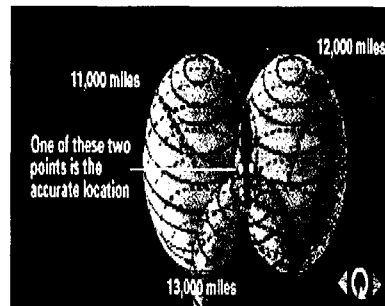 12,000 miles
11,000 miles
One of these two
points is the
accurate location
13,000 miles